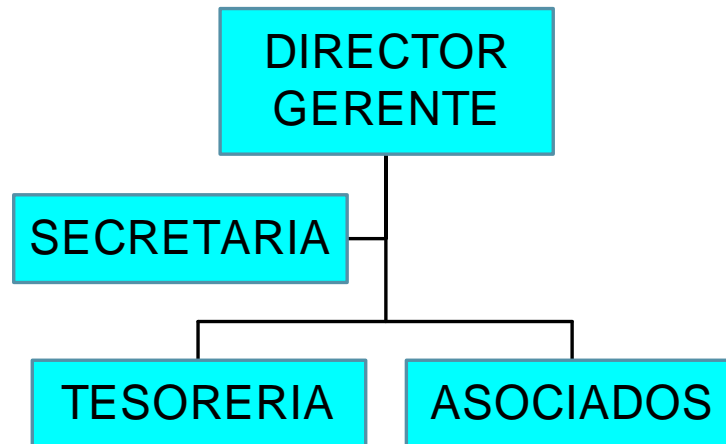 DIRECTOR
GERENTE
SECRETARIA
TESORERIA
ASOCIADOS